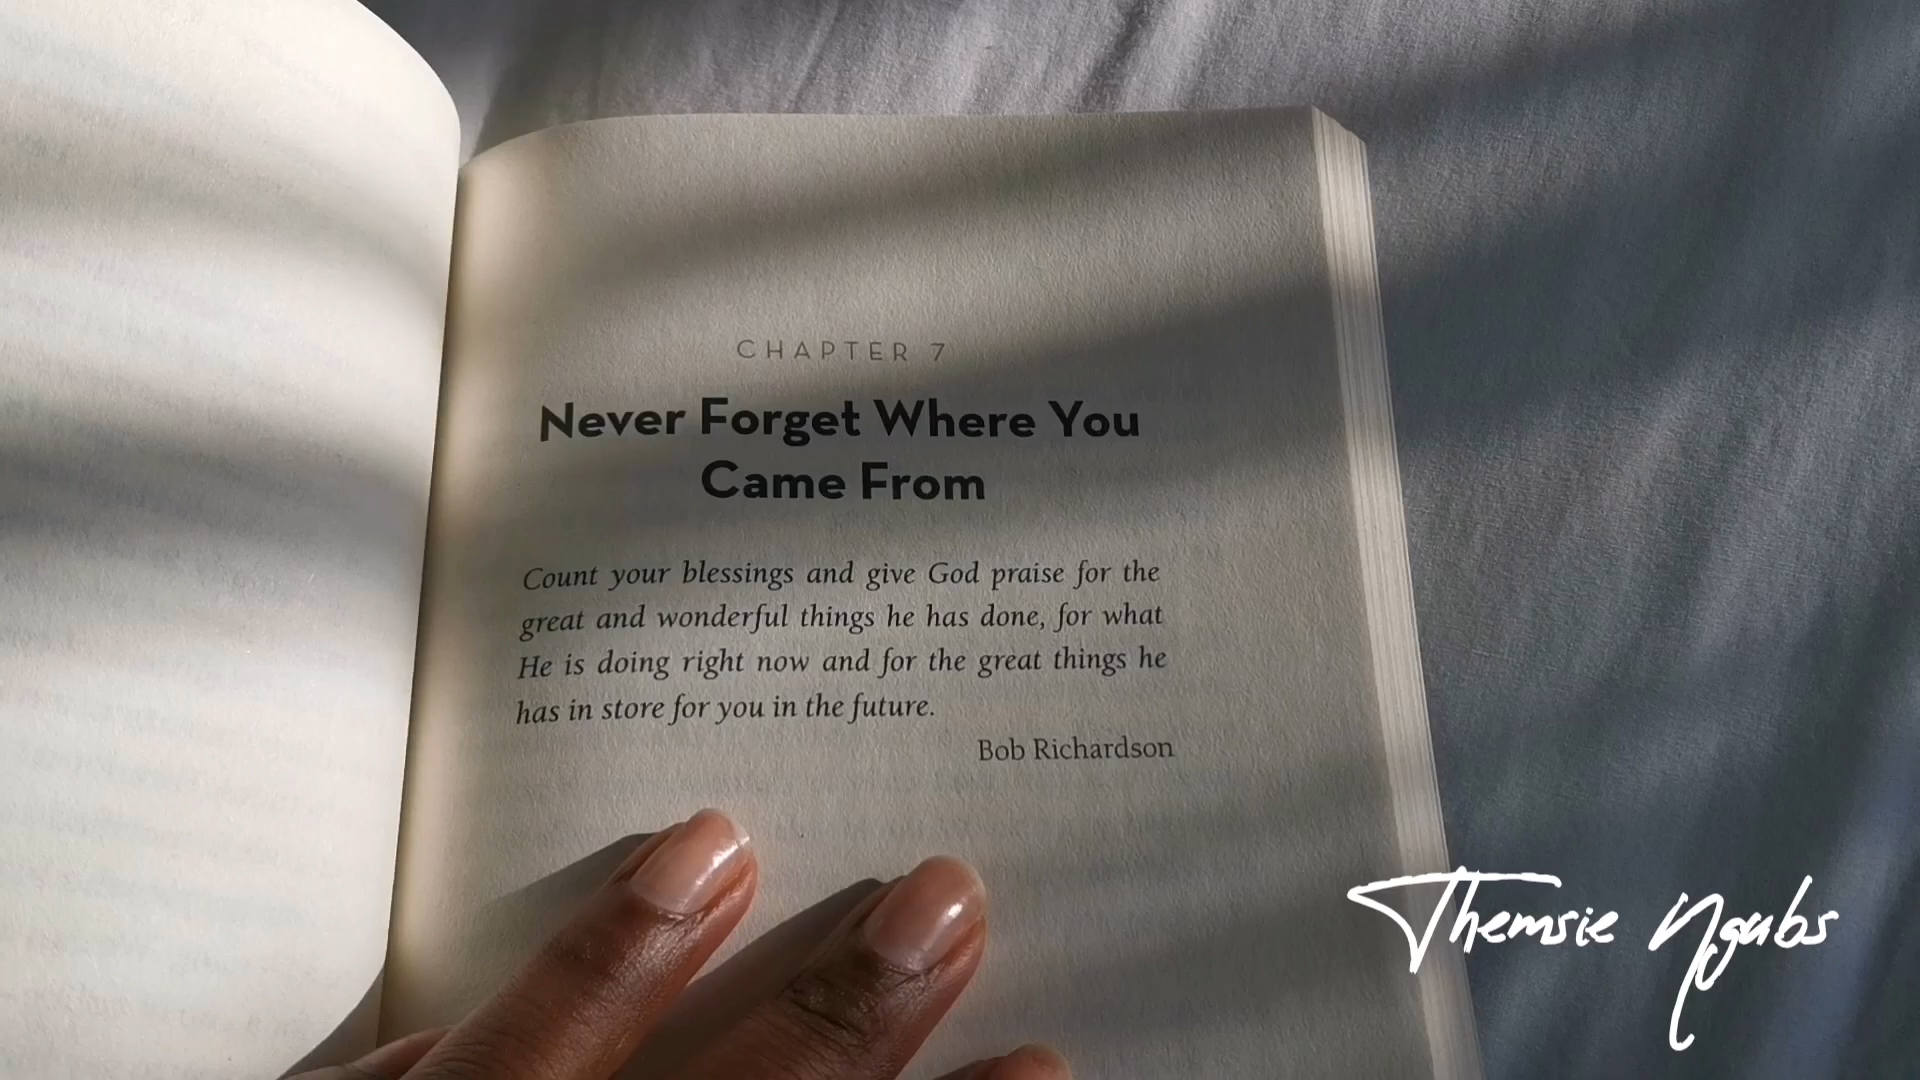 CHAPTER 7
Never Forget Where You
Came From
Count your blessings and give God praise for the
great and wonderful things he has done, for what
He is doing right now and for the great things he
has in store for you in the future.
Bob Richardson
Themsie Ngubs